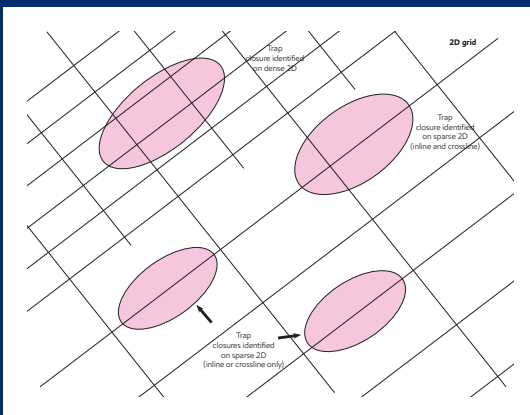 2D grid
Trap
closure identified
on dense 2D
Trap
closure identified
on sparse 2D
(inline and crossline)
Trap
closures identified
on sparse 2D
(inline or crossline only)